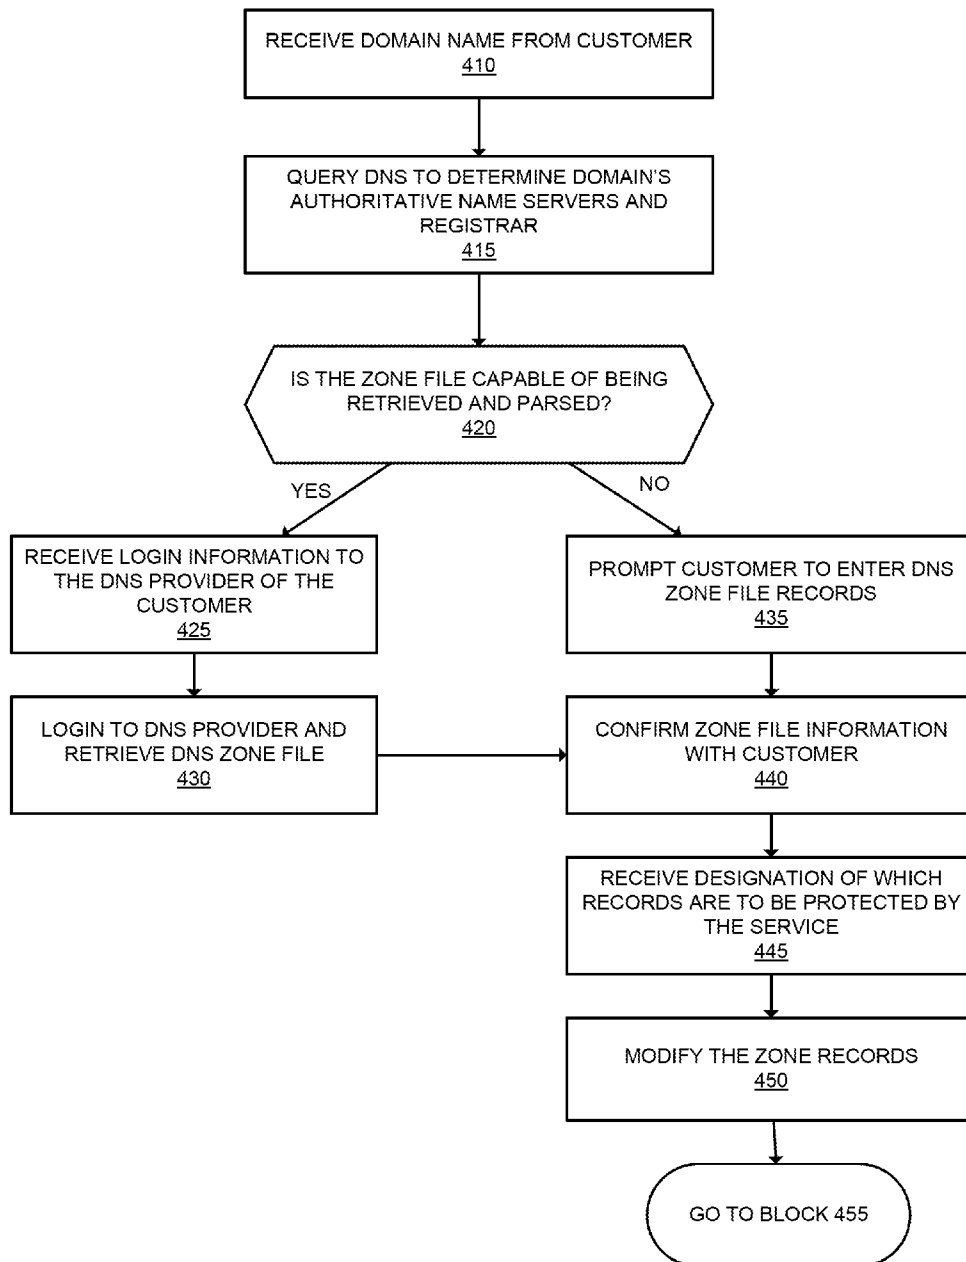 RECEIVE DOMAIN NAME FROM CUSTOMER
410
QUERY DNS TO DETERMINE DOMAIN'S
AUTHORITATIVE NAME SERVERS AND
REGISTRAR
415
IS THE ZONE FILE CAPABLE OF BEING
RETRIEVED AND PARSED?
420
YES
NO
RECEIVE LOGIN INFORMATION TO
THE DNS PROVIDER OF THE
CUSTOMER
425
PROMPT CUSTOMER TO ENTER DNS
ZONE FILE RECORDS
435
LOGIN TO DNS PROVIDER AND
RETRIEVE DNS ZONE FILE
430
CONFIRM ZONE FILE INFORMATION
WITH CUSTOMER
440
RECEIVE DESIGNATION OF WHICH
RECORDS ARE TO BE PROTECTED BY
THE SERVICE
445
MODIFY THE ZONE RECORDS
450
GO TO BLOCK 455